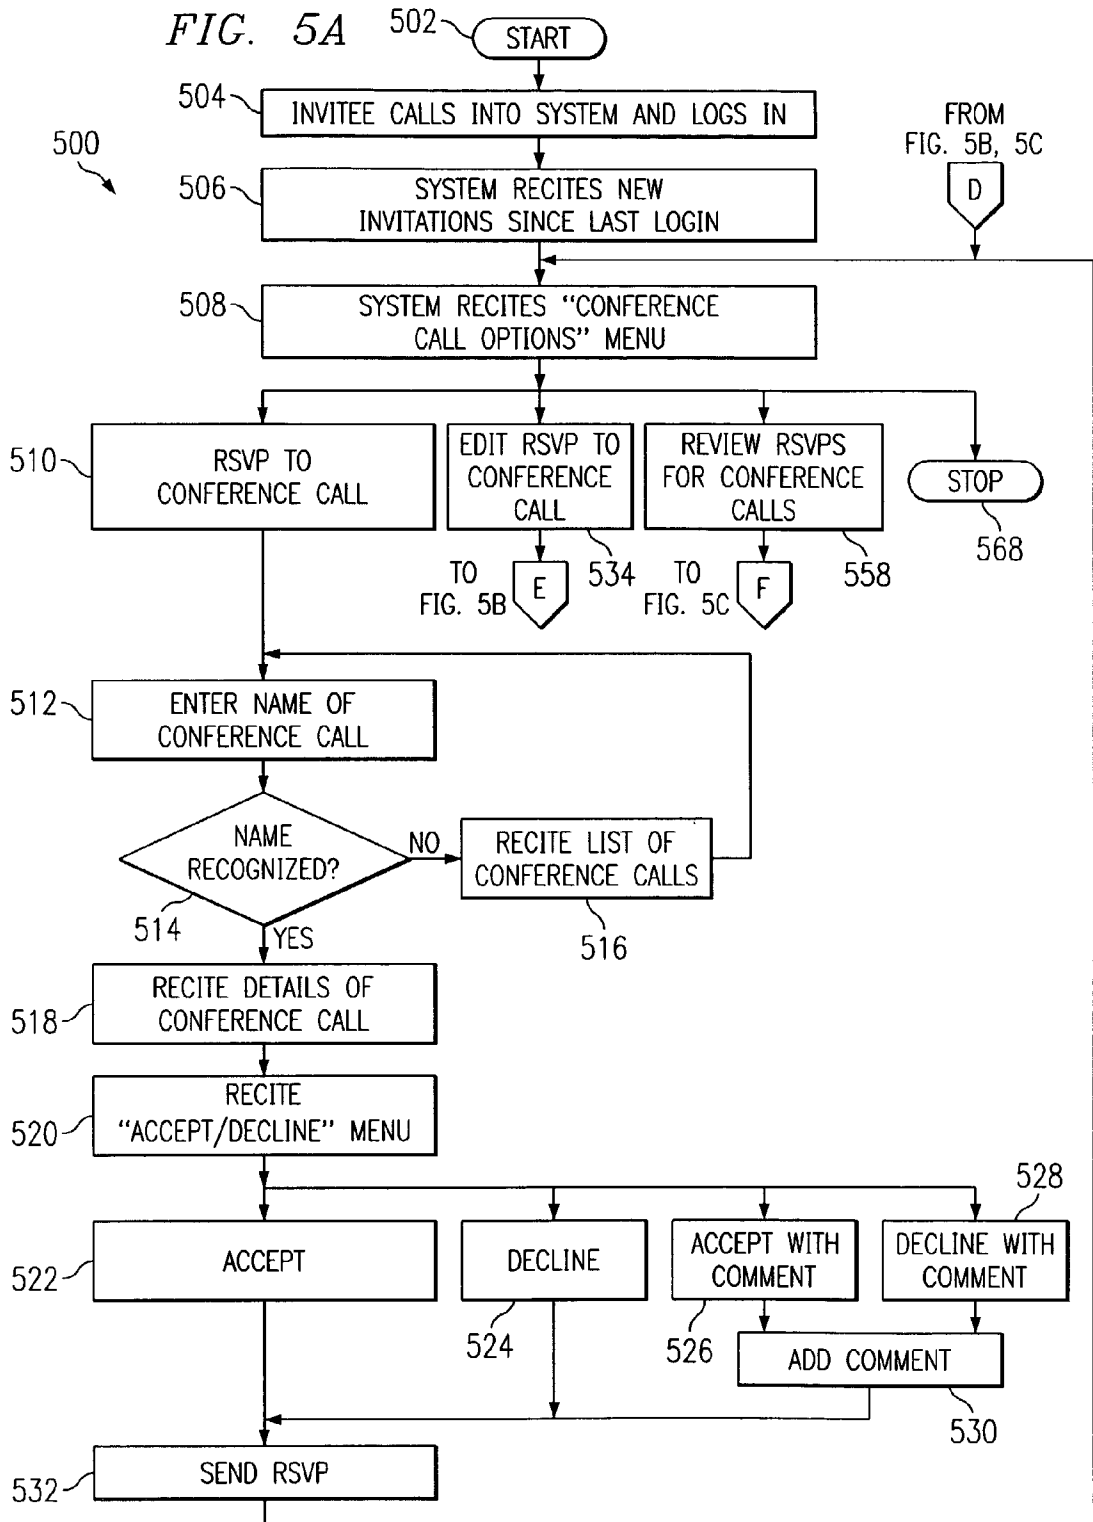 FIG. 5A
502
START
504
INVITEE CALLS INTO SYSTEM AND LOGS IN
FROM
FIG. 5B, 5C
D
500
506
SYSTEM RECITES NEW
INVITATIONS SINCE LAST LOGIN
508
SYSTEM RECITES “CONFERENCE
CALL OPTIONS” MENU
510
RSVP TO
CONFERENCE CALL
EDIT RSVP TO
CONFERENCE
CALL
534
REVIEW RSVPS
FOR CONFERENCE
CALLS
558
STOP
568
TO
FIG. 5B
E
TO
FIG. 5C
F
512
ENTER NAME OF
CONFERENCE CALL
NAME
RECOGNIZED?
514
NO
RECITE LIST OF
CONFERENCE CALLS
516
YES
518
RECITE DETAILS OF
CONFERENCE CALL
520
RECITE
“ACCEPT/DECLINE” MENU
522
ACCEPT
DECLINE
524
ACCEPT WITH
COMMENT
526
528
DECLINE WITH
COMMENT
ADD COMMENT
530
532
SEND RSVP